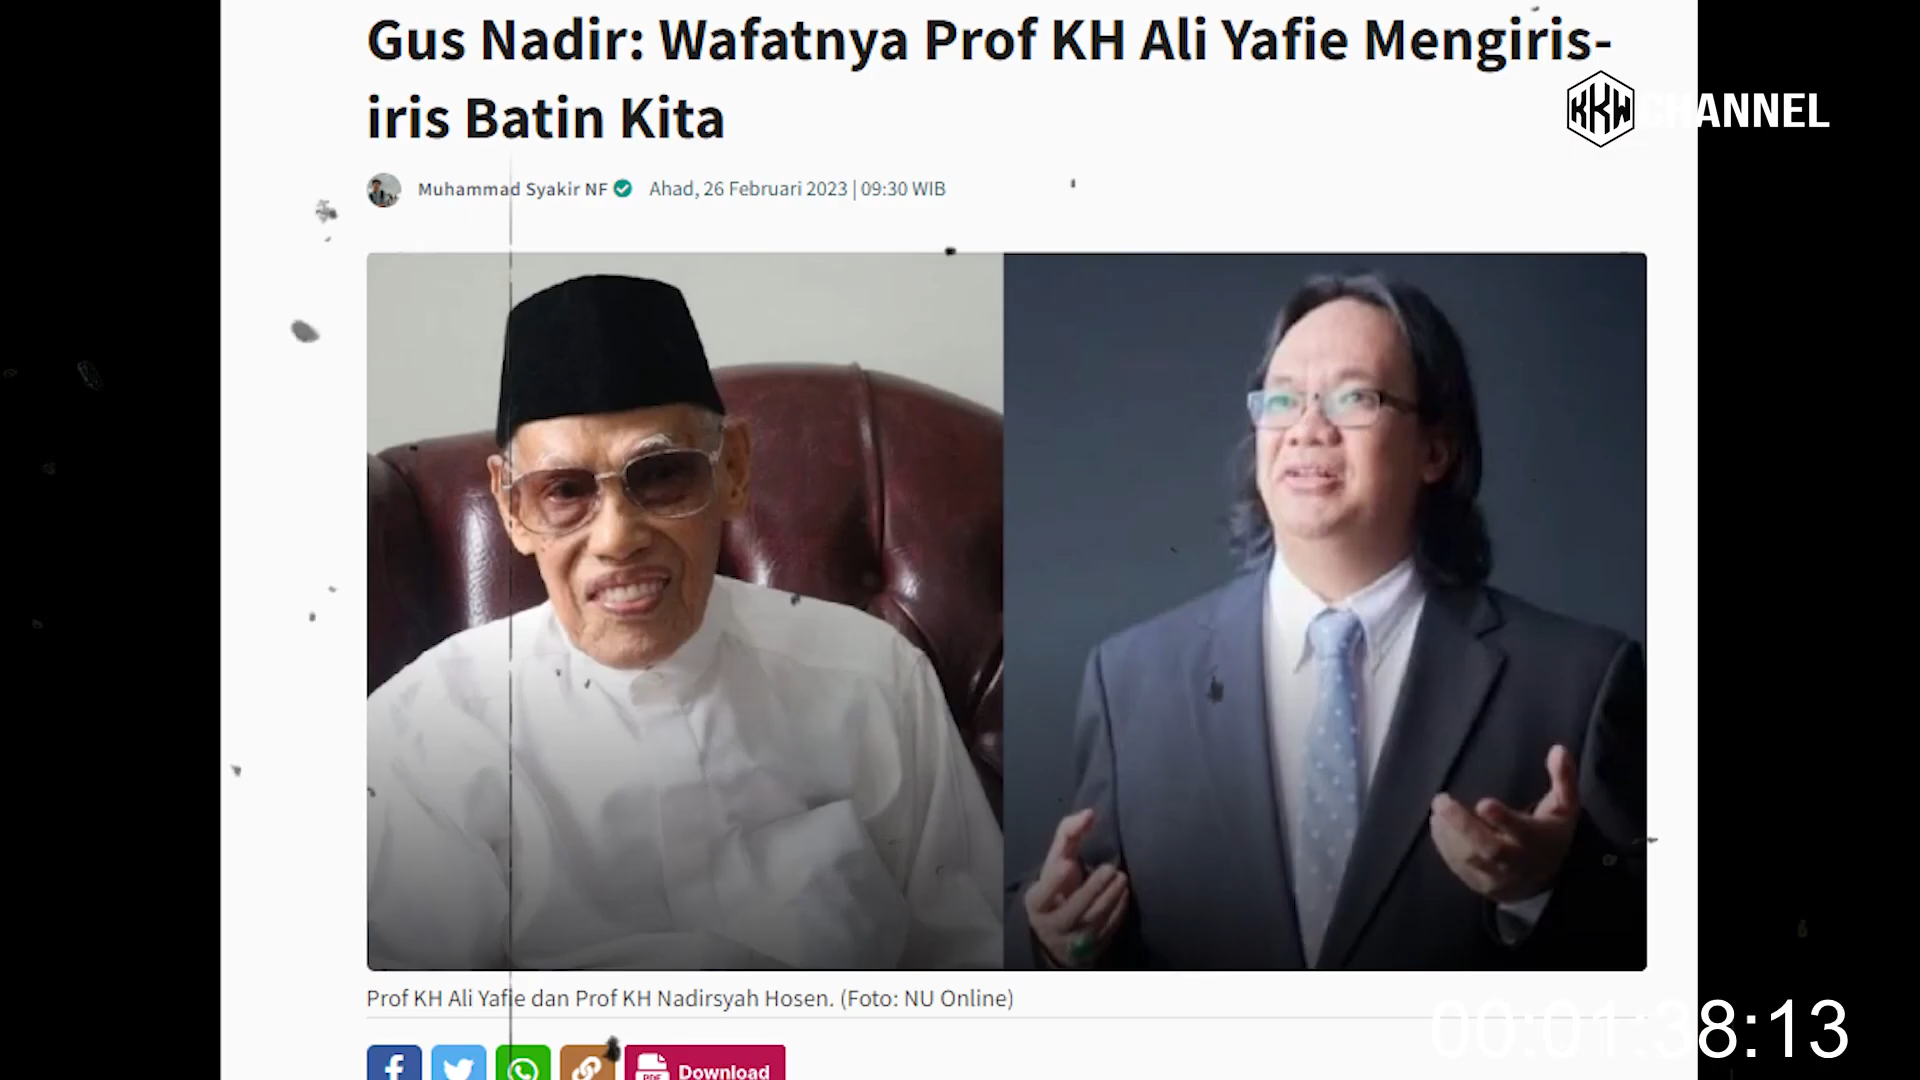 Gus Nadir: Wafatnya Prof KH Ali Yafie Mengiris-
iris Batin Kita
KKW CHANNEL
Muhammad Syakir NF Ahad, 26 Februari 2023 | 09:30 WIB
Prof KH Ali Yafie dan Prof KH Nadirsyah Hosen. (Foto: NU Online)
00:01:38:13
PDF Download